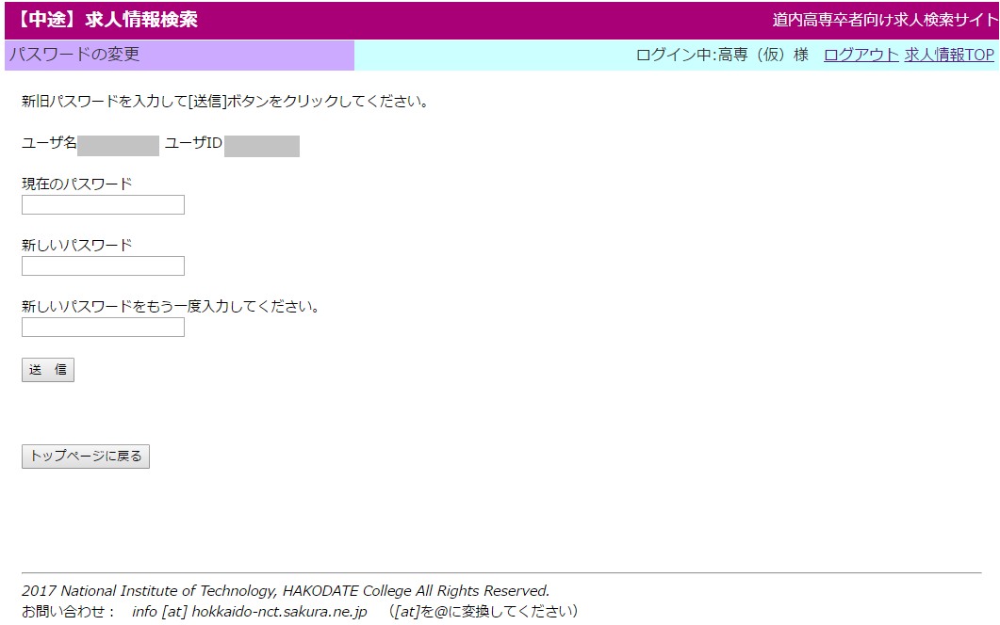 【中途】求人情報検索 道内高専卒者向け求人検索サイト
パスワードの変更 ログイン中:高専（仮）様 ログアウト 求人情報TOP
新旧パスワードを入力して[送信]ボタンをクリックしてください。
ユーザ名 ユーザID
現在のパスワード
新しいパスワード
新しいパスワードをもう一度入力してください。
送　信
トップページに戻る
2017 National Institute of Technology, HAKODATE College All Rights Reserved.
お問い合わせ： info [at] hokkaido-nct.sakura.ne.jp （[at]を@に変換してください）